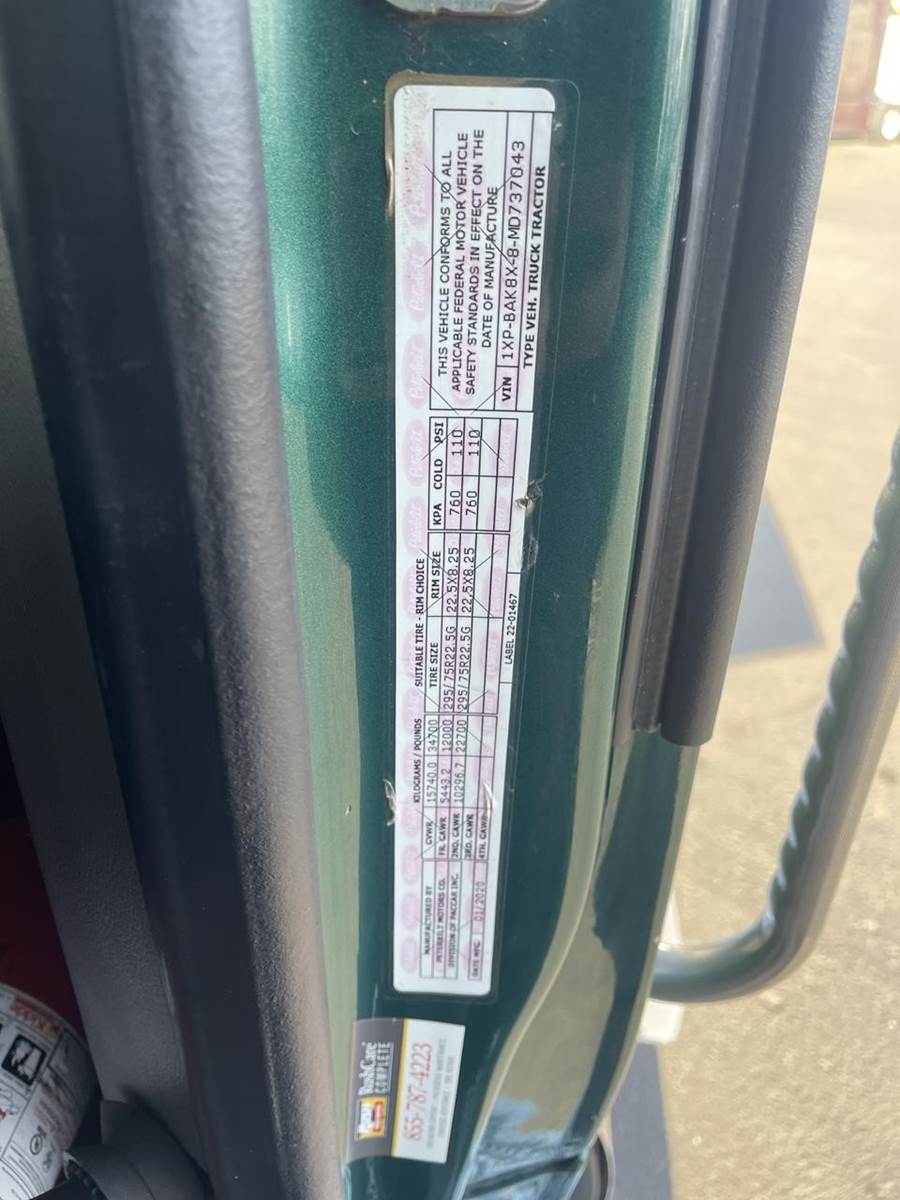 THIS VEHICLE CONFORMS TO ALL
APPLICABLE FEDERAL MOTOR VEHICLE
SAFETY STANDARDS IN EFFECT ON THE
DATE OF MANUFACTURE
VIN 1XP-BAK8X-8-MD737043
TYPE VEH. TRUCK TRACTOR
MANUFACTURED BY
PETERBILT MOTORS CO.
DIVISION OF PACCAR INC.
DATE MFG. 01/2020
KILOGRAMS / POUNDS SUITABLE TIRE - RIM CHOICE
TIRE SIZE RIM SIZE KPA COLD PSI
GVWR 15740.0 34700
FR. GAWR 5443.2 12000 295/75R22.5G 22.5X8.25 760 110
2ND. GAWR 10296.7 22700 295/75R22.5G 22.5X8.25 760 110
3RD. GAWR
4TH. GAWR
LABEL 22-01467
RushCare
COMPLETE
855-787-4223
Kidde